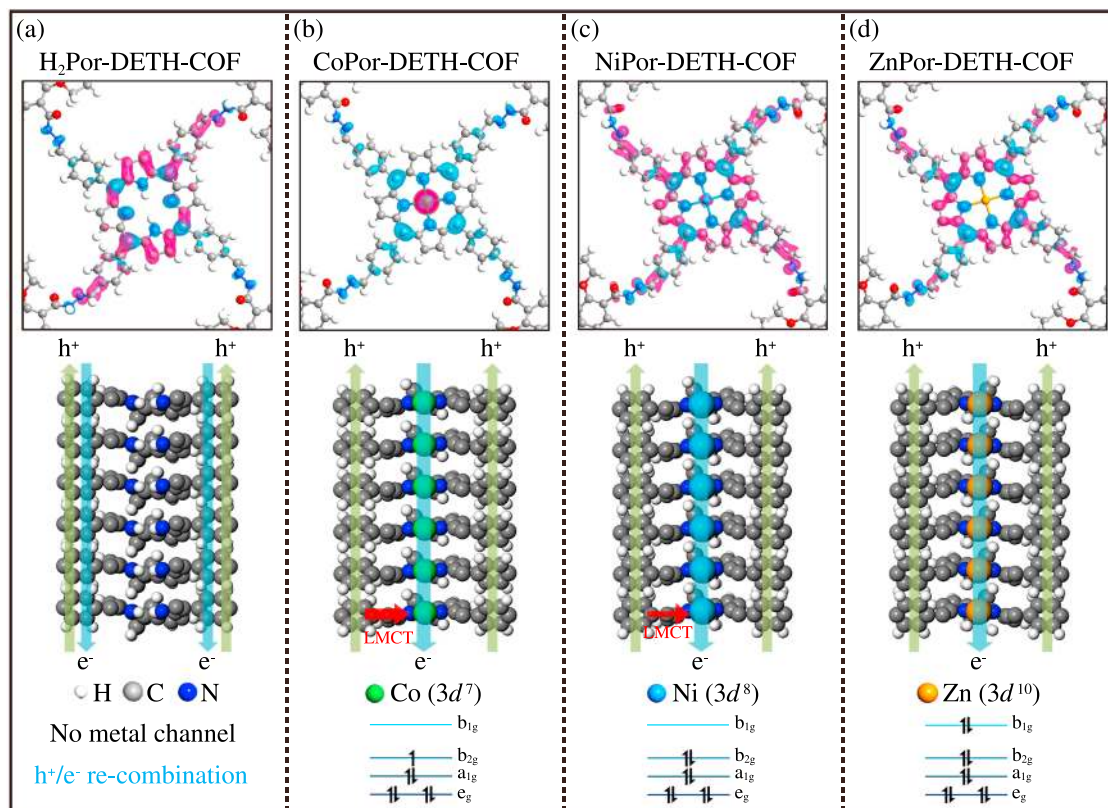 (a)
H₂Por-DETH-COF
h⁺ h⁺
e⁻ e⁻
H C N
No metal channel
h⁺/e⁻ re-combination
(b)
CoPor-DETH-COF
h⁺ h⁺
LMCT
e⁻
Co (3d⁷)
b₁g
b₂g
a₁g
eg
(c)
NiPor-DETH-COF
h⁺ h⁺
LMCT
e⁻
Ni (3d⁸)
b₁g
b₂g
a₁g
eg
(d)
ZnPor-DETH-COF
h⁺ h⁺
e⁻
Zn (3d¹⁰)
b₁g
b₂g
a₁g
eg